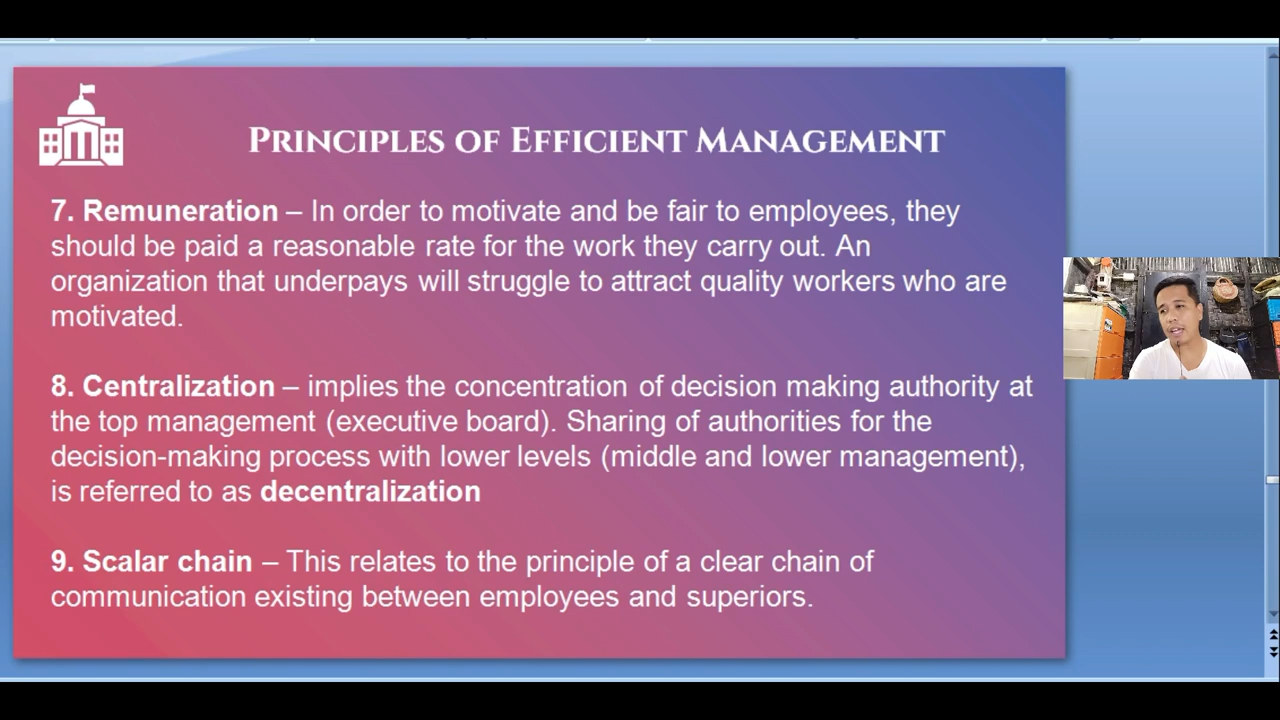 PRINCIPLES OF EFFICIENT MANAGEMENT
7. Remuneration – In order to motivate and be fair to employees, they
should be paid a reasonable rate for the work they carry out. An
organization that underpays will struggle to attract quality workers who are
motivated.
8. Centralization – implies the concentration of decision making authority at
the top management (executive board). Sharing of authorities for the
decision-making process with lower levels (middle and lower management),
is referred to as decentralization
9. Scalar chain – This relates to the principle of a clear chain of
communication existing between employees and superiors.